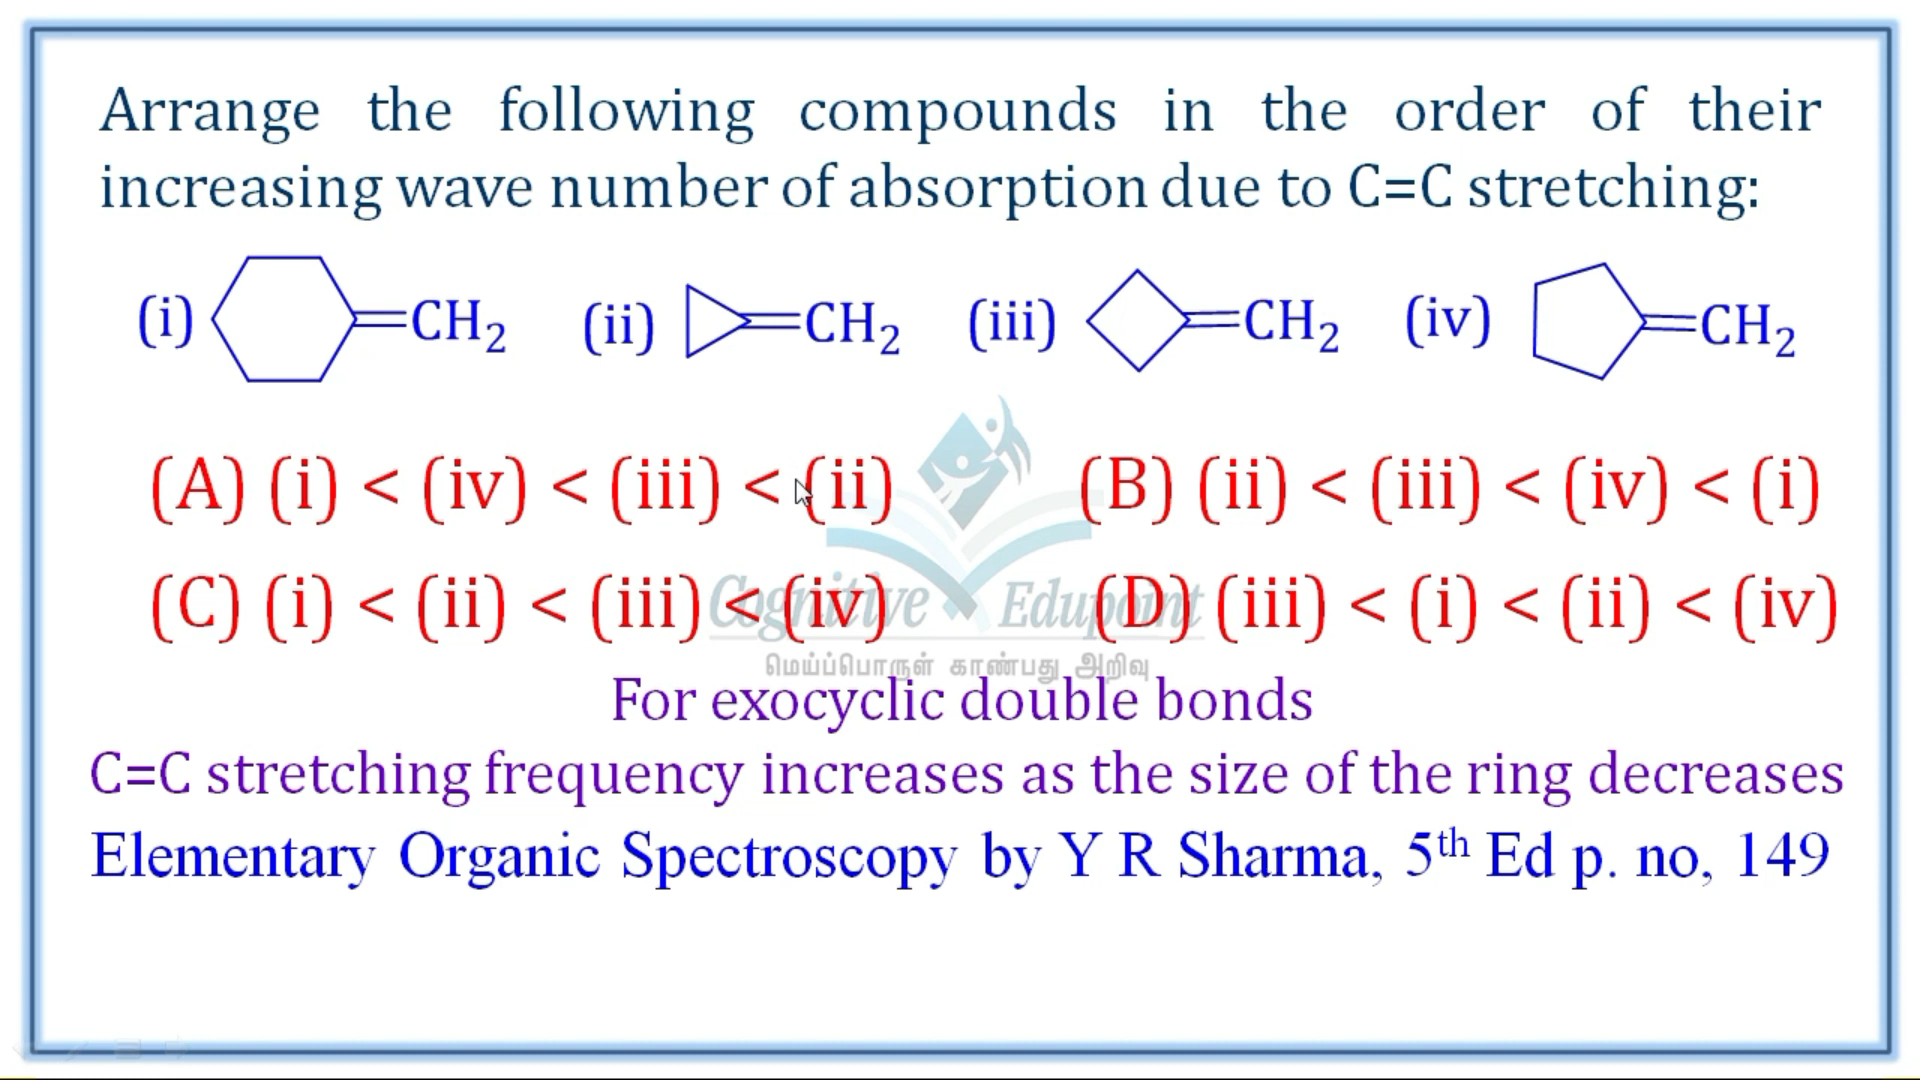 Arrange the following compounds in the order of their
increasing wave number of absorption due to C=C stretching:
(i) =CH₂ (ii) =CH₂ (iii) =CH₂ (iv) =CH₂
(A) (i) < (iv) < (iii) < (ii) (B) (ii) < (iii) < (iv) < (i)
(C) (i) < (ii) < (iii) < (iv) (D) (iii) < (i) < (ii) < (iv)
Cognitive Edupoint
மெய்ப்பொருள் காண்பது அறிவு
For exocyclic double bonds
C=C stretching frequency increases as the size of the ring decreases
Elementary Organic Spectroscopy by Y R Sharma, 5ᵗʰ Ed p. no, 149